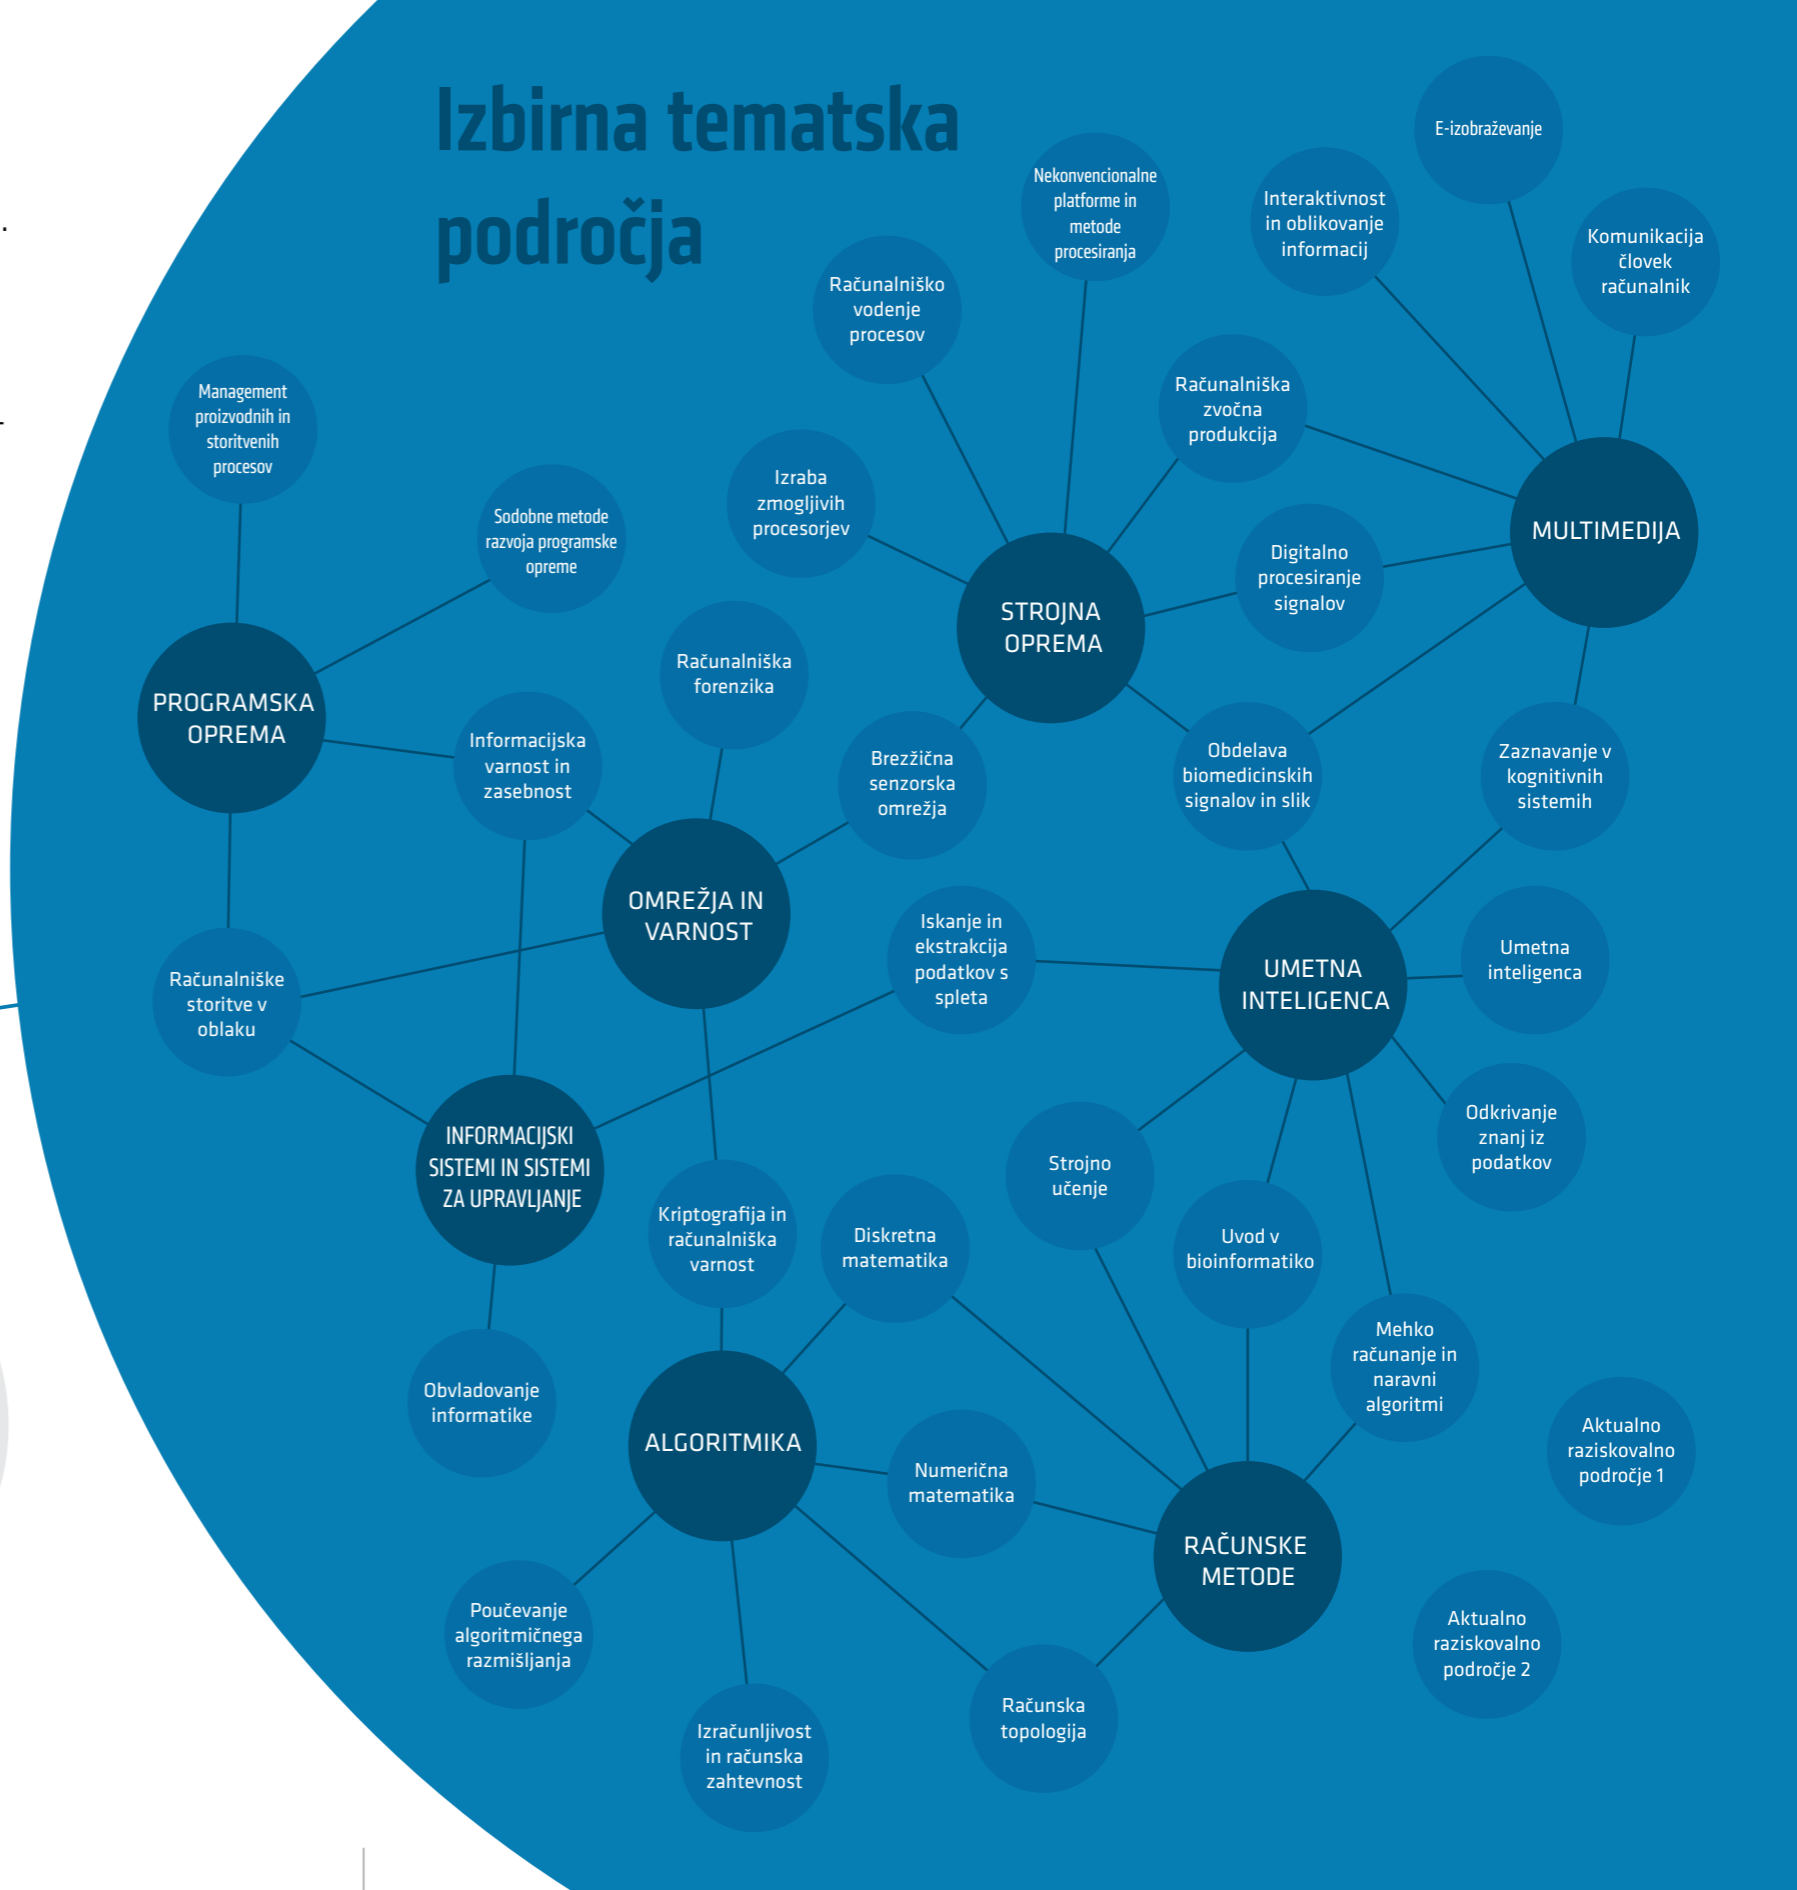 Izbirna tematska
področja
E-izobraževanje
Nekonvencionalne
platforme in
metode
procesiranja
Interaktivnost
in oblikovanje
informacij
Komunikacija
človek
računalnik
Računalniško
vodenje
procesov
Računalniška
zvočna
produkcija
Management
proizvodnih in
storitvenih
procesov
Izraba
zmogljivih
procesorjev
Sodobne metode
razvoja programske
opreme
MULTIMEDIJA
Digitalno
procesiranje
signalov
STROJNA
OPREMA
Računalniška
forenzika
PROGRAMSKA
OPREMA
Informacijska
varnost in
zasebnost
Brezžična
senzorska
omrežja
Obdelava
biomedicinskih
signalov in slik
Zaznavanje v
kognitivnih
sistemih
OMREŽJA IN
VARNOST
Iskanje in
ekstrakcija
podatkov s
spleta
UMETNA
INTELIGENCA
Umetna
inteligenca
Računalniške
storitve v
oblaku
Odkrivanje
znanj iz
podatkov
INFORMACIJSKI
SISTEMI IN SISTEMI
ZA UPRAVLJANJE
Strojno
učenje
Kriptografija in
računalniška
varnost
Diskretna
matematika
Uvod v
bioinformatiko
Mehko
računanje in
naravni
algoritmi
Obvladovanje
informatike
ALGORITMIKA
Aktualno
raziskovalno
področje 1
Numerična
matematika
RAČUNSKE
METODE
Poučevanje
algoritmičnega
razmišljanja
Aktualno
raziskovalno
področje 2
Računska
topologija
Izračunljivost
in računska
zahtevnost